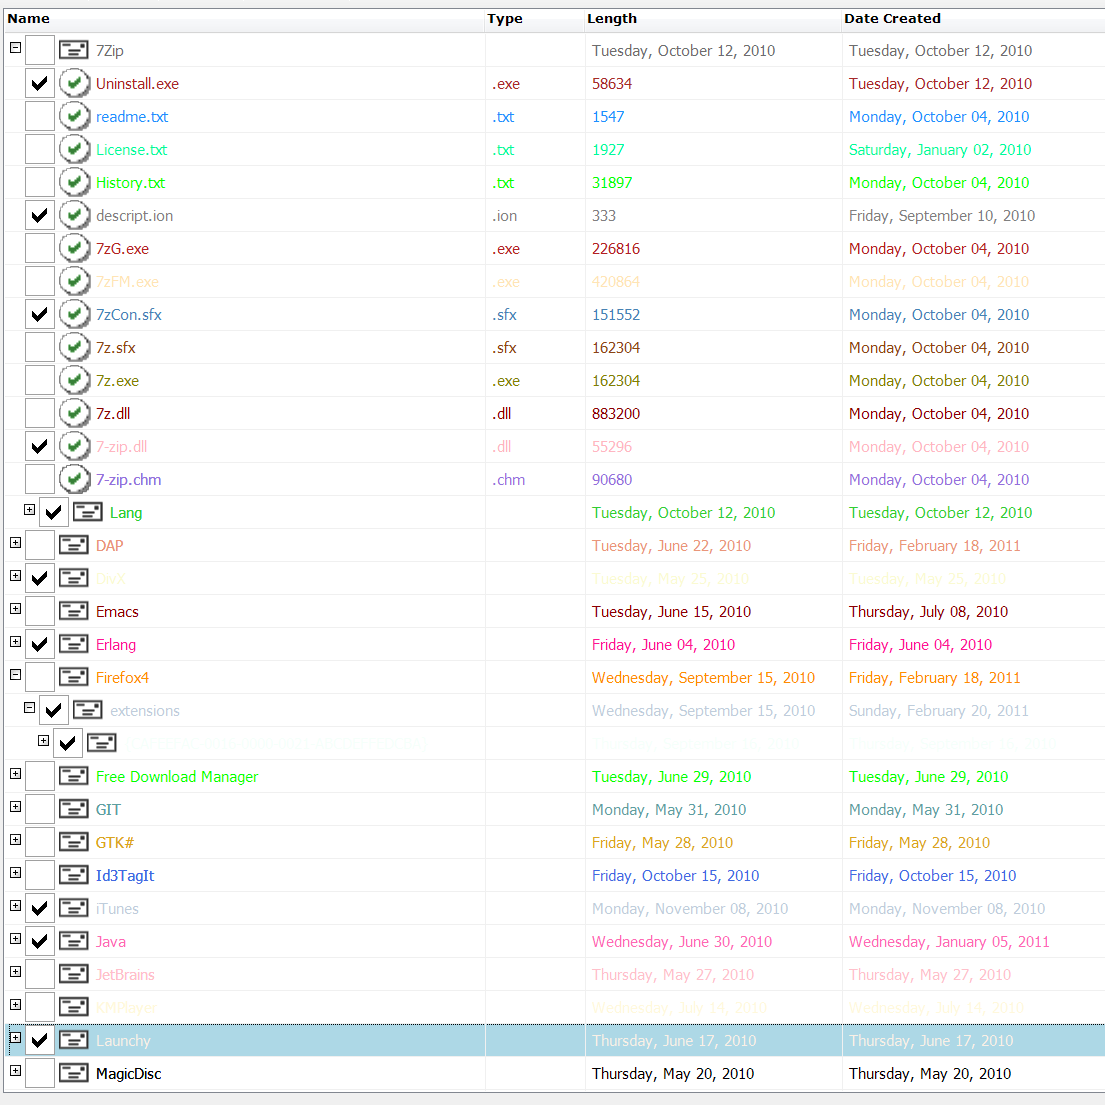 Name Type Length Date Created
7Zip Tuesday, October 12, 2010 Tuesday, October 12, 2010
Uninstall.exe .exe 58634 Tuesday, October 12, 2010
readme.txt .txt 1547 Monday, October 04, 2010
License.txt .txt 1927 Saturday, January 02, 2010
History.txt .txt 31897 Monday, October 04, 2010
descript.ion .ion 333 Friday, September 10, 2010
7zG.exe .exe 226816 Monday, October 04, 2010
7zFM.exe .exe 420864 Monday, October 04, 2010
7zCon.sfx .sfx 151552 Monday, October 04, 2010
7z.sfx .sfx 162304 Monday, October 04, 2010
7z.exe .exe 162304 Monday, October 04, 2010
7z.dll .dll 883200 Monday, October 04, 2010
7-zip.dll .dll 55296 Monday, October 04, 2010
7-zip.chm .chm 90680 Monday, October 04, 2010
Lang Tuesday, October 12, 2010 Tuesday, October 12, 2010
DAP Tuesday, June 22, 2010 Friday, February 18, 2011
DivX Tuesday, May 25, 2010 Tuesday, May 25, 2010
Emacs Tuesday, June 15, 2010 Thursday, July 08, 2010
Erlang Friday, June 04, 2010 Friday, June 04, 2010
Firefox4 Wednesday, September 15, 2010 Friday, February 18, 2011
extensions Wednesday, September 15, 2010 Sunday, February 20, 2011
Free Download Manager Tuesday, June 29, 2010 Tuesday, June 29, 2010
GIT Monday, May 31, 2010 Monday, May 31, 2010
GTK# Friday, May 28, 2010 Friday, May 28, 2010
Id3TagIt Friday, October 15, 2010 Friday, October 15, 2010
iTunes Monday, November 08, 2010 Monday, November 08, 2010
Java Wednesday, June 30, 2010 Wednesday, January 05, 2011
JetBrains Thursday, May 27, 2010 Thursday, May 27, 2010
KMPlayer Wednesday, July 14, 2010 Wednesday, July 14, 2010
Launchy Thursday, June 17, 2010 Thursday, June 17, 2010
MagicDisc Thursday, May 20, 2010 Thursday, May 20, 2010